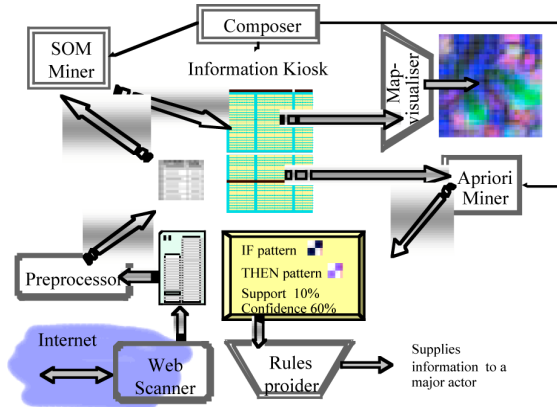 Composer
SOM
Miner
Information Kiosk
Map-
visualiser
Apriori
Miner
IF pattern
THEN pattern
Support 10%
Confidence 60%
Preprocessor
Internet
Web
Scanner
Rules
proider
Supplies
information to a
major actor